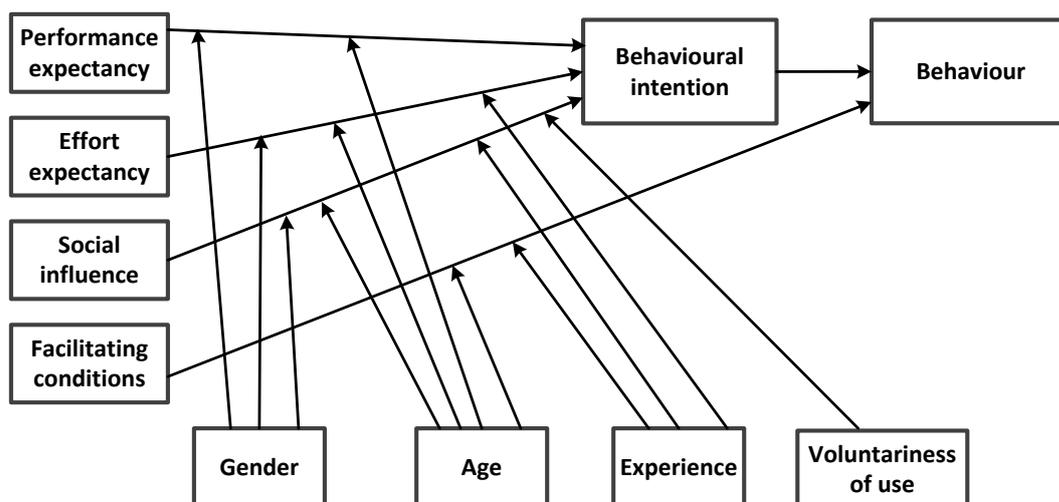 Performance
expectancy
Effort
expectancy
Social
influence
Facilitating
conditions
Behavioural
intention
Behaviour
Gender
Age
Experience
Voluntariness
of use